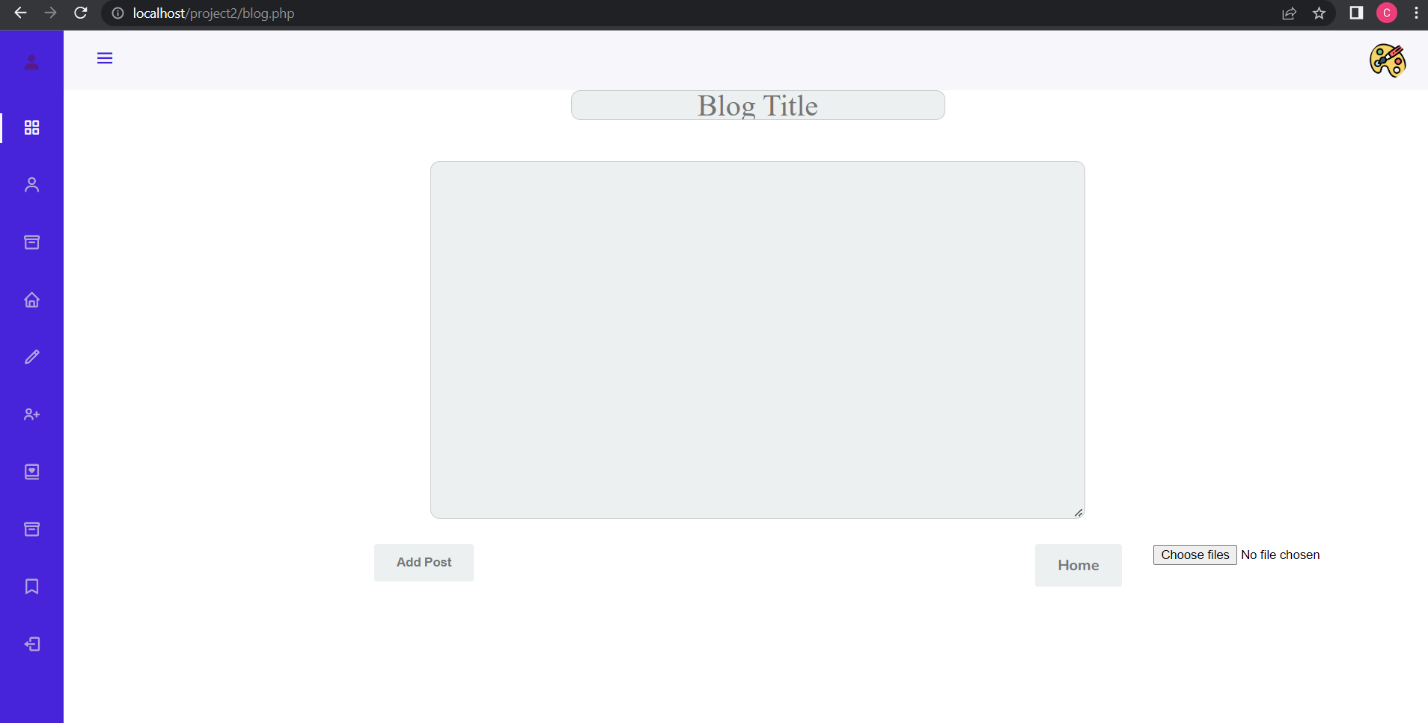 localhost/project2/blog.php
C
Blog Title
Add Post
Home
Choose files No file chosen